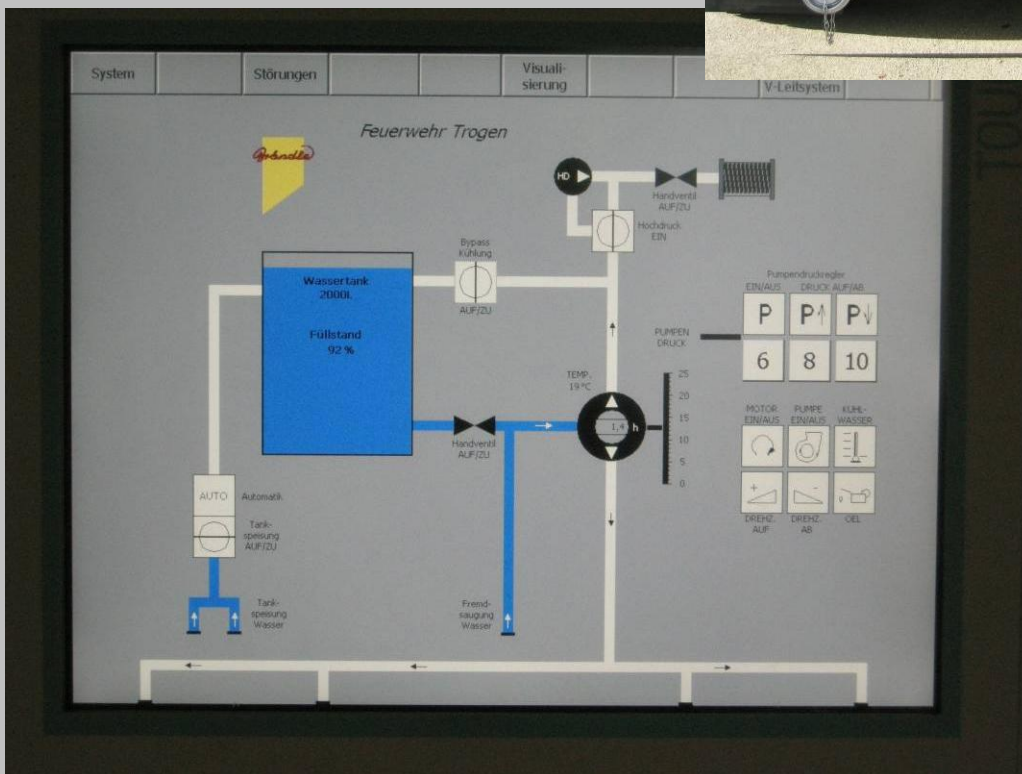 System
Störungen
Visuali-
sierung
V-Leitsystem
Feuerwehr Trogen
Brändle
HD
Handventil
AUF/ZU
Hochdruck
EIN
Bypass
Kühlung
AUF/ZU
Wassertank
2000l.
Füllstand
92 %
Pumpendruckregler
EIN/AUS
DRUCK AUF/AB
P
P↑
P↓
6
8
10
PUMPEN
DRUCK
TEMP.
19 °C
1,4
h
25
20
15
10
5
0
Handventil
AUF/ZU
MOTOR
EIN/AUS
PUMPE
EIN/AUS
KÜHL-
WASSER
+
-
DREHZ.
AUF
DREHZ.
AB
OEL
AUTO
Automatik
Tank-
speisung
AUF/ZU
Tank-
speisung
Wasser
Fremd-
saugung
Wasser